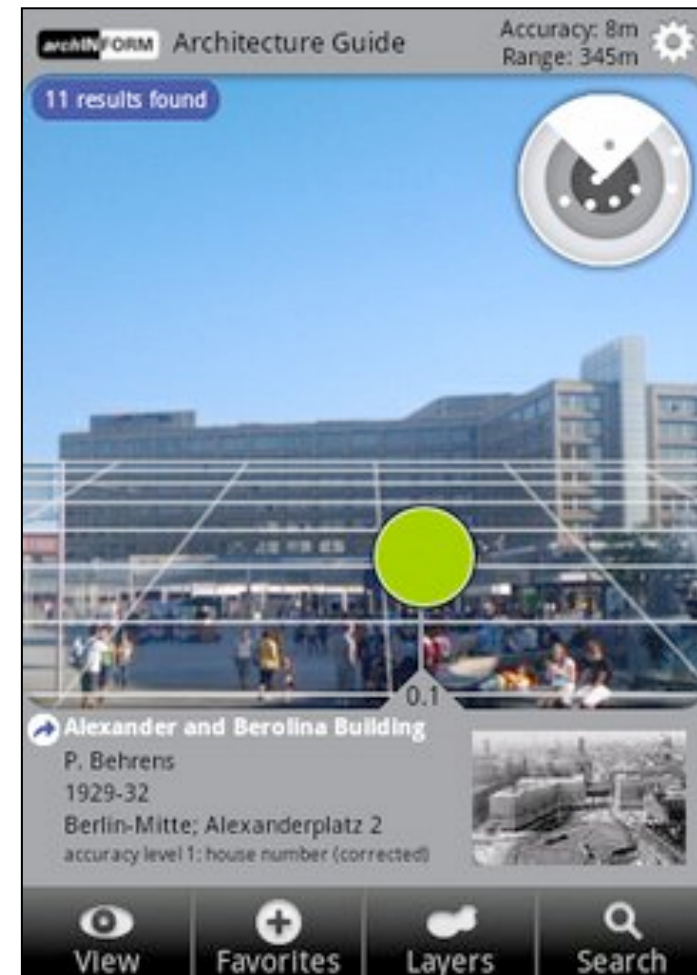 archINFORM Architecture Guide
Accuracy: 8m
Range: 345m
11 results found
0.1
Alexander and Berolina Building
P. Behrens
1929-32
Berlin-Mitte; Alexanderplatz 2
accuracy level 1: house number (corrected)
View Favorites Layers Search